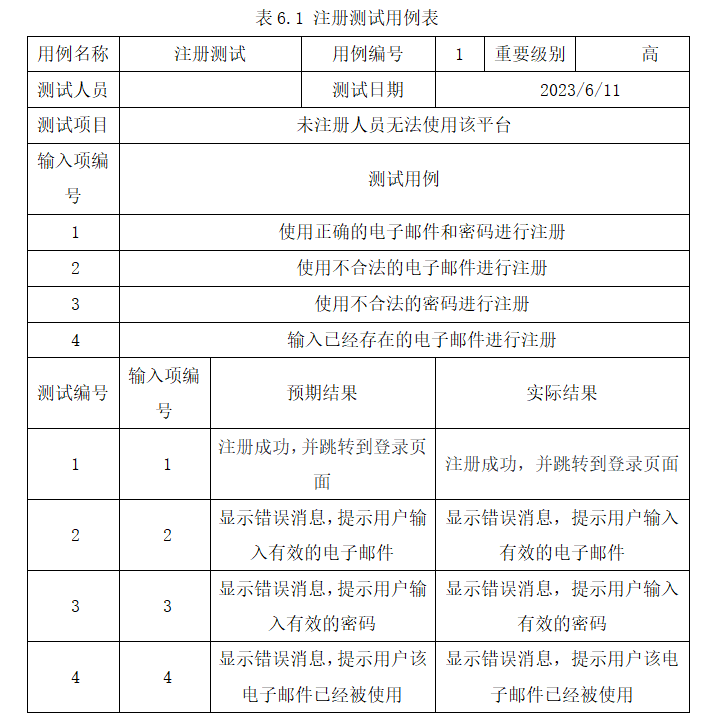 表6.1 注册测试用例表
用例名称 注册测试 用例编号 1 重要级别 高
测试人员 测试日期 2023/6/11
测试项目 未注册人员无法使用该平台
输入项编
号
测试用例
1 使用正确的电子邮件和密码进行注册
2 使用不合法的电子邮件进行注册
3 使用不合法的密码进行注册
4 输入已经存在的电子邮件进行注册
测试编号
输入项编
号
预期结果 实际结果
1 1
注册成功,并跳转到登录页
面
注册成功，并跳转到登录页面
2 2
显示错误消息,提示用户输
入有效的电子邮件
显示错误消息，提示用户输入
有效的电子邮件
3 3
显示错误消息,提示用户输
入有效的密码
显示错误消息，提示用户输入
有效的密码
4 4
显示错误消息,提示用户该
电子邮件已经被使用
显示错误消息，提示用户该电
子邮件已经被使用